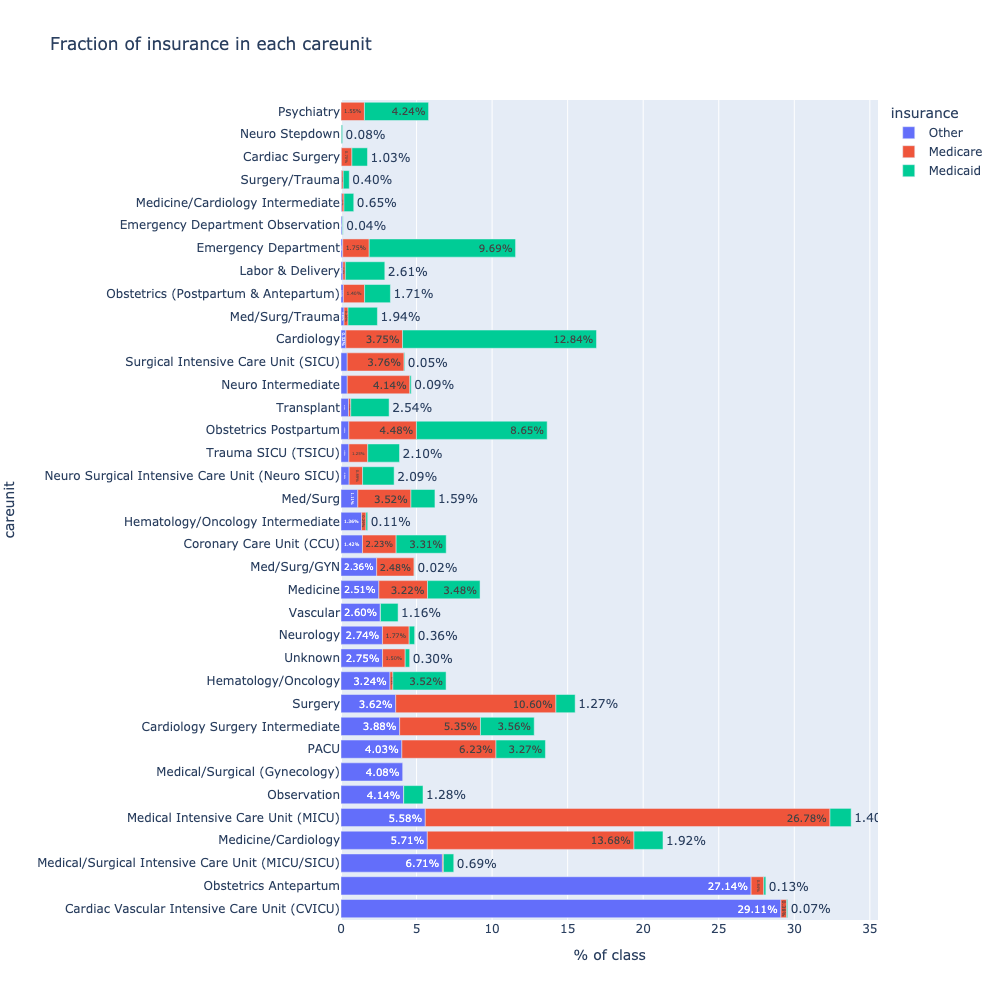 Fraction of insurance in each careunit
insurance
Other
Medicare
Medicaid
careunit
Psychiatry 1.55% 4.24%
Neuro Stepdown 0.08%
Cardiac Surgery 1.03%
Surgery/Trauma 0.40%
Medicine/Cardiology Intermediate 0.65%
Emergency Department Observation 0.04%
Emergency Department 1.75% 9.69%
Labor & Delivery 2.61%
Obstetrics (Postpartum & Antepartum) 1.71%
Med/Surg/Trauma 1.94%
Cardiology 3.75% 12.84%
Surgical Intensive Care Unit (SICU) 3.76% 0.05%
Neuro Intermediate 4.14% 0.09%
Transplant 2.54%
Obstetrics Postpartum 4.48% 8.65%
Trauma SICU (TSICU) 2.10%
Neuro Surgical Intensive Care Unit (Neuro SICU) 2.09%
Med/Surg 3.52% 1.59%
Hematology/Oncology Intermediate 1.36% 0.11%
Coronary Care Unit (CCU) 1.42% 2.23% 3.31%
Med/Surg/GYN 2.36% 2.48% 0.02%
Medicine 2.51% 3.22% 3.48%
Vascular 2.60% 1.16%
Neurology 2.74% 1.77% 0.36%
Unknown 2.75% 1.50% 0.30%
Hematology/Oncology 3.24% 3.52%
Surgery 3.62% 10.60% 1.27%
Cardiology Surgery Intermediate 3.88% 5.35% 3.56%
PACU 4.03% 6.23% 3.27%
Medical/Surgical (Gynecology) 4.08%
Observation 4.14% 1.28%
Medical Intensive Care Unit (MICU) 5.58% 26.78% 1.40
Medicine/Cardiology 5.71% 13.68% 1.92%
Medical/Surgical Intensive Care Unit (MICU/SICU) 6.71% 0.69%
Obstetrics Antepartum 27.14% 0.13%
Cardiac Vascular Intensive Care Unit (CVICU) 29.11% 0.07%
0 5 10 15 20 25 30 35
% of class